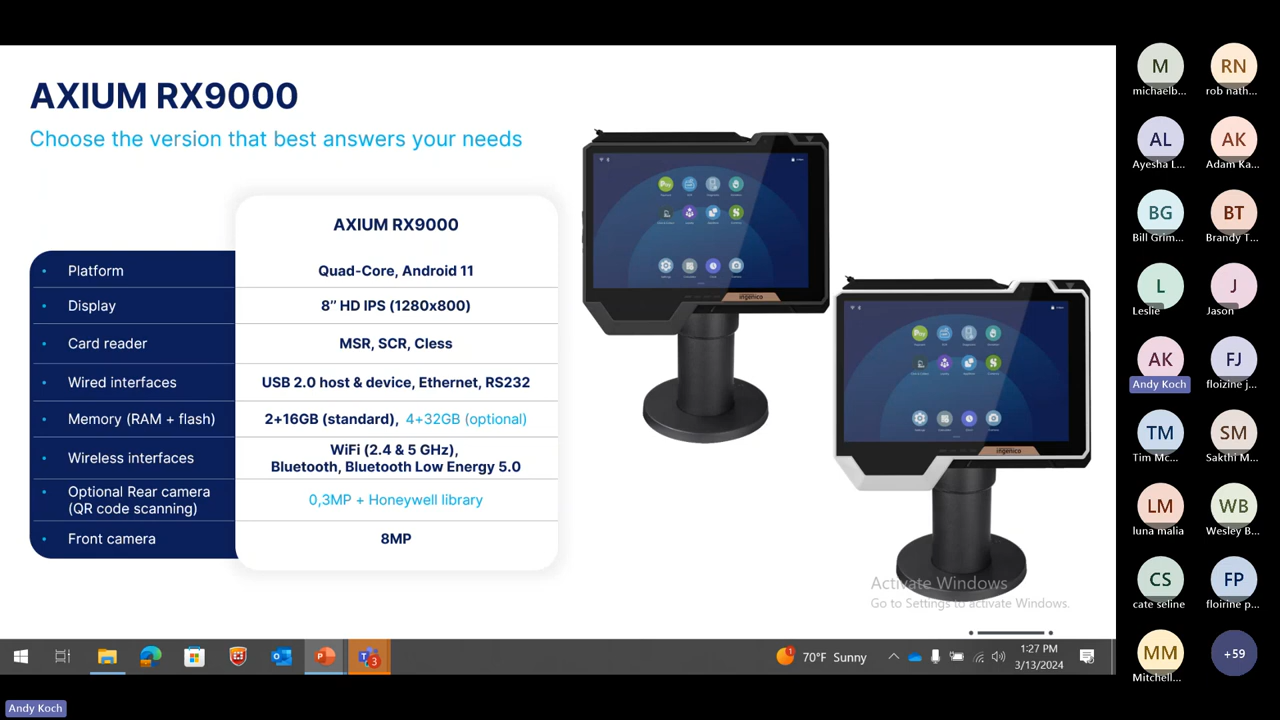 AXIUM RX9000
Choose the version that best answers your needs
AXIUM RX9000
Platform
Quad-Core, Android 11
Display
8” HD IPS (1280x800)
Card reader
MSR, SCR, Cless
Wired interfaces
USB 2.0 host & device, Ethernet, RS232
Memory (RAM + flash)
2+16GB (standard), 4+32GB (optional)
Wireless interfaces
WiFi (2.4 & 5 GHz),
Bluetooth, Bluetooth Low Energy 5.0
Optional Rear camera
(QR code scanning)
0,3MP + Honeywell library
Front camera
8MP
ingenico
ingenico
Activate Windows
Go to Settings to activate Windows.
3
1
70°F Sunny
1:27 PM
3/13/2024
M
michaelb...
RN
rob nath...
AL
Ayesha L...
AK
Adam Ka...
BG
Bill Grim...
BT
Brandy T...
L
Leslie
J
Jason
AK
Andy Koch
FJ
floizine j...
TM
Tim Mc...
SM
Sakthi M...
LM
luna malia
WB
Wesley B...
CS
cate seline
FP
floirine p...
MM
Mitchell...
+59
Andy Koch